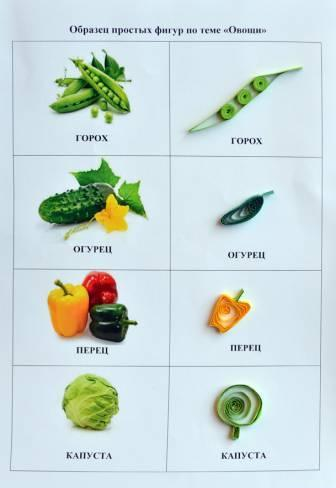 Образец простых фигур по теме «Овощи»
ГОРОХ
ГОРОХ
ОГУРЕЦ
ОГУРЕЦ
ПЕРЕЦ
ПЕРЕЦ
КАПУСТА
КАПУСТА